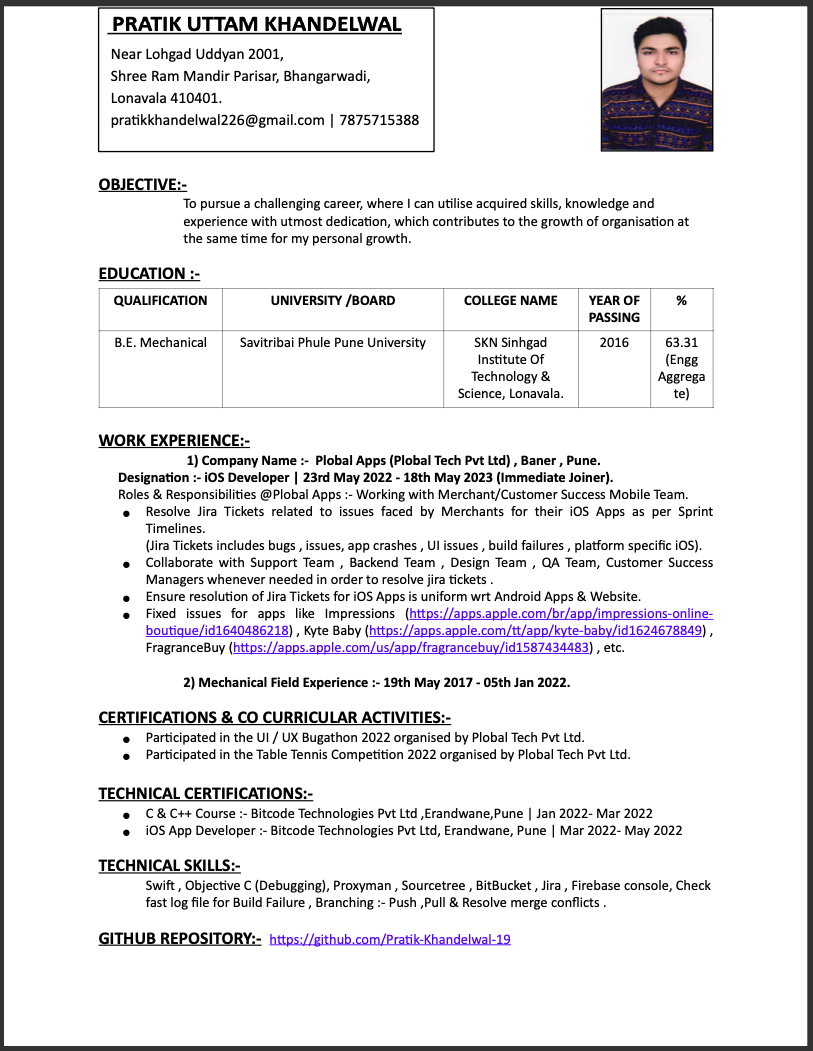 PRATIK UTTAM KHANDELWAL
Near Lohgad Uddyan 2001,
Shree Ram Mandir Parisar, Bhangarwadi,
Lonavala 410401.
pratikkhandelwal226@gmail.com | 7875715388
OBJECTIVE:-
To pursue a challenging career, where I can utilise acquired skills, knowledge and
experience with utmost dedication, which contributes to the growth of organisation at
the same time for my personal growth.
EDUCATION :-
QUALIFICATION UNIVERSITY /BOARD COLLEGE NAME YEAR OF PASSING %
B.E. Mechanical Savitribai Phule Pune University SKN Sinhgad Institute Of Technology & Science, Lonavala. 2016 63.31 (Engg Aggregate)
WORK EXPERIENCE:-
1) Company Name :- Plobal Apps (Plobal Tech Pvt Ltd) , Baner , Pune.
Designation :- iOS Developer | 23rd May 2022 - 18th May 2023 (Immediate Joiner).
Roles & Responsibilities @Plobal Apps :- Working with Merchant/Customer Success Mobile Team.
● Resolve Jira Tickets related to issues faced by Merchants for their iOS Apps as per Sprint
Timelines.
(Jira Tickets includes bugs , issues, app crashes , UI issues , build failures , platform specific iOS).
● Collaborate with Support Team , Backend Team , Design Team , QA Team, Customer Success
Managers whenever needed in order to resolve jira tickets .
● Ensure resolution of Jira Tickets for iOS Apps is uniform wrt Android Apps & Website.
● Fixed issues for apps like Impressions (https://apps.apple.com/br/app/impressions-online-
boutique/id1640486218) , Kyte Baby (https://apps.apple.com/tt/app/kyte-baby/id1624678849) ,
FragranceBuy (https://apps.apple.com/us/app/fragrancebuy/id1587434483) , etc.
2) Mechanical Field Experience :- 19th May 2017 - 05th Jan 2022.
CERTIFICATIONS & CO CURRICULAR ACTIVITIES:-
● Participated in the UI / UX Bugathon 2022 organised by Plobal Tech Pvt Ltd.
● Participated in the Table Tennis Competition 2022 organised by Plobal Tech Pvt Ltd.
TECHNICAL CERTIFICATIONS:-
● C & C++ Course :- Bitcode Technologies Pvt Ltd ,Erandwane,Pune | Jan 2022- Mar 2022
● iOS App Developer :- Bitcode Technologies Pvt Ltd, Erandwane, Pune | Mar 2022- May 2022
TECHNICAL SKILLS:-
Swift , Objective C (Debugging), Proxyman , Sourcetree , BitBucket , Jira , Firebase console, Check
fast log file for Build Failure , Branching :- Push ,Pull & Resolve merge conflicts .
GITHUB REPOSITORY:- https://github.com/Pratik-Khandelwal-19